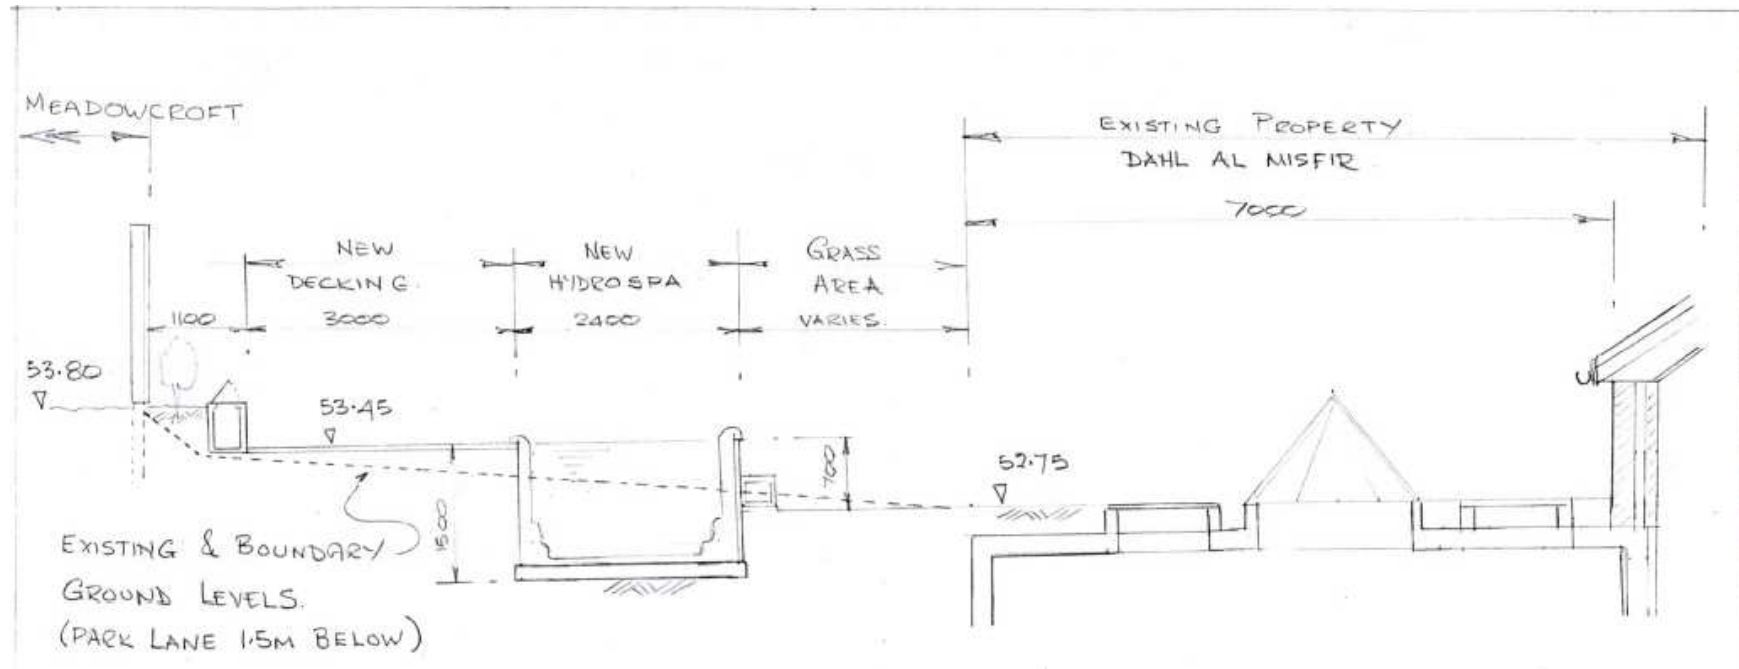 MEADOWCROFT
EXISTING PROPERTY
DAHL AL MISFIR
7000
NEW
DECKING
3000
NEW
HYDROSPA
2400
GRASS
AREA
VARIES.
1100
53.80
53.45
700
52.75
1500
EXISTING & BOUNDARY
GROUND LEVELS.
(PARK LANE 1.5M BELOW)